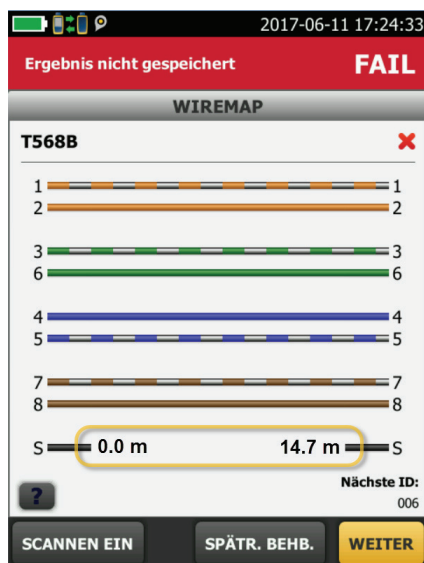 2017-06-11 17:24:33
Ergebnis nicht gespeichert FAIL
WIREMAP
T568B
1 1
2 2
3 3
6 6
4 4
5 5
7 7
8 8
S 0.0 m 14.7 m S
Nächste ID:
? 006
SCANNEN EIN SPÄTR. BEHB. WEITER